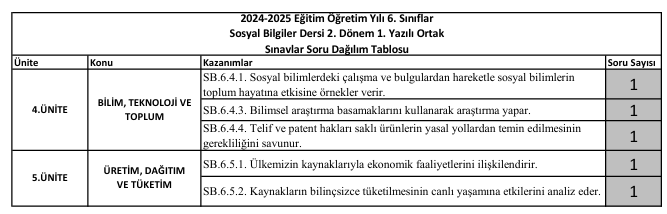 2024-2025 Eğitim Öğretim Yılı 6. Sınıflar
Sosyal Bilgiler Dersi 2. Dönem 1. Yazılı Ortak
Sınavlar Soru Dağılım Tablosu
Ünite Konu Kazanımlar Soru Sayısı
4.ÜNİTE BİLİM, TEKNOLOJİ VE TOPLUM
SB.6.4.1. Sosyal bilimlerdeki çalışma ve bulgulardan hareketle sosyal bilimlerin
toplum hayatına etkisine örnekler verir. 1
SB.6.4.3. Bilimsel araştırma basamaklarını kullanarak araştırma yapar. 1
SB.6.4.4. Telif ve patent hakları saklı ürünlerin yasal yollardan temin edilmesinin
gerekliliğini savunur. 1
5.ÜNİTE ÜRETİM, DAĞITIM VE TÜKETİM
SB.6.5.1. Ülkemizin kaynaklarıyla ekonomik faaliyetlerini ilişkilendirir. 1
SB.6.5.2. Kaynakların bilinçsizce tüketilmesinin canlı yaşamına etkilerini analiz eder. 1